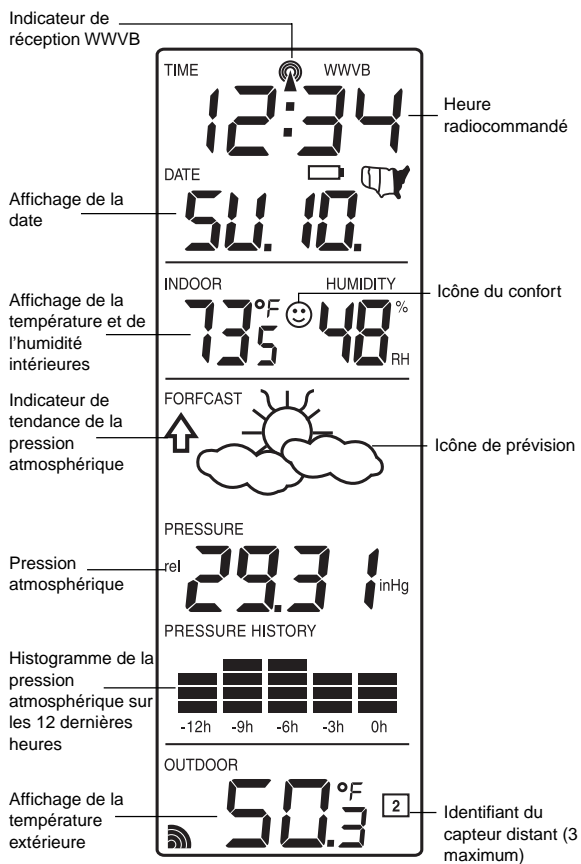 Indicateur de
réception WWVB
TIME
WWVB
12:34
Heure
radiocommandé
DATE
Affichage de la
date
SU. 10.
INDOOR
HUMIDITY
Icône du confort
Affichage de la
température et de
l'humidité
intérieures
73.5 °F
48 %
RH
Indicateur de
tendance de la
pression
atmosphérique
FORFCAST
Icône de prévision
PRESSURE
Pression
atmosphérique
rel 29.31 inHg
PRESSURE HISTORY
Histogramme de la
pression
atmosphérique sur
les 12 dernières
heures
-12h -9h -6h -3h 0h
OUTDOOR
Affichage de la
température
extérieure
50.3 °F
2
Identifiant du
capteur distant (3
maximum)